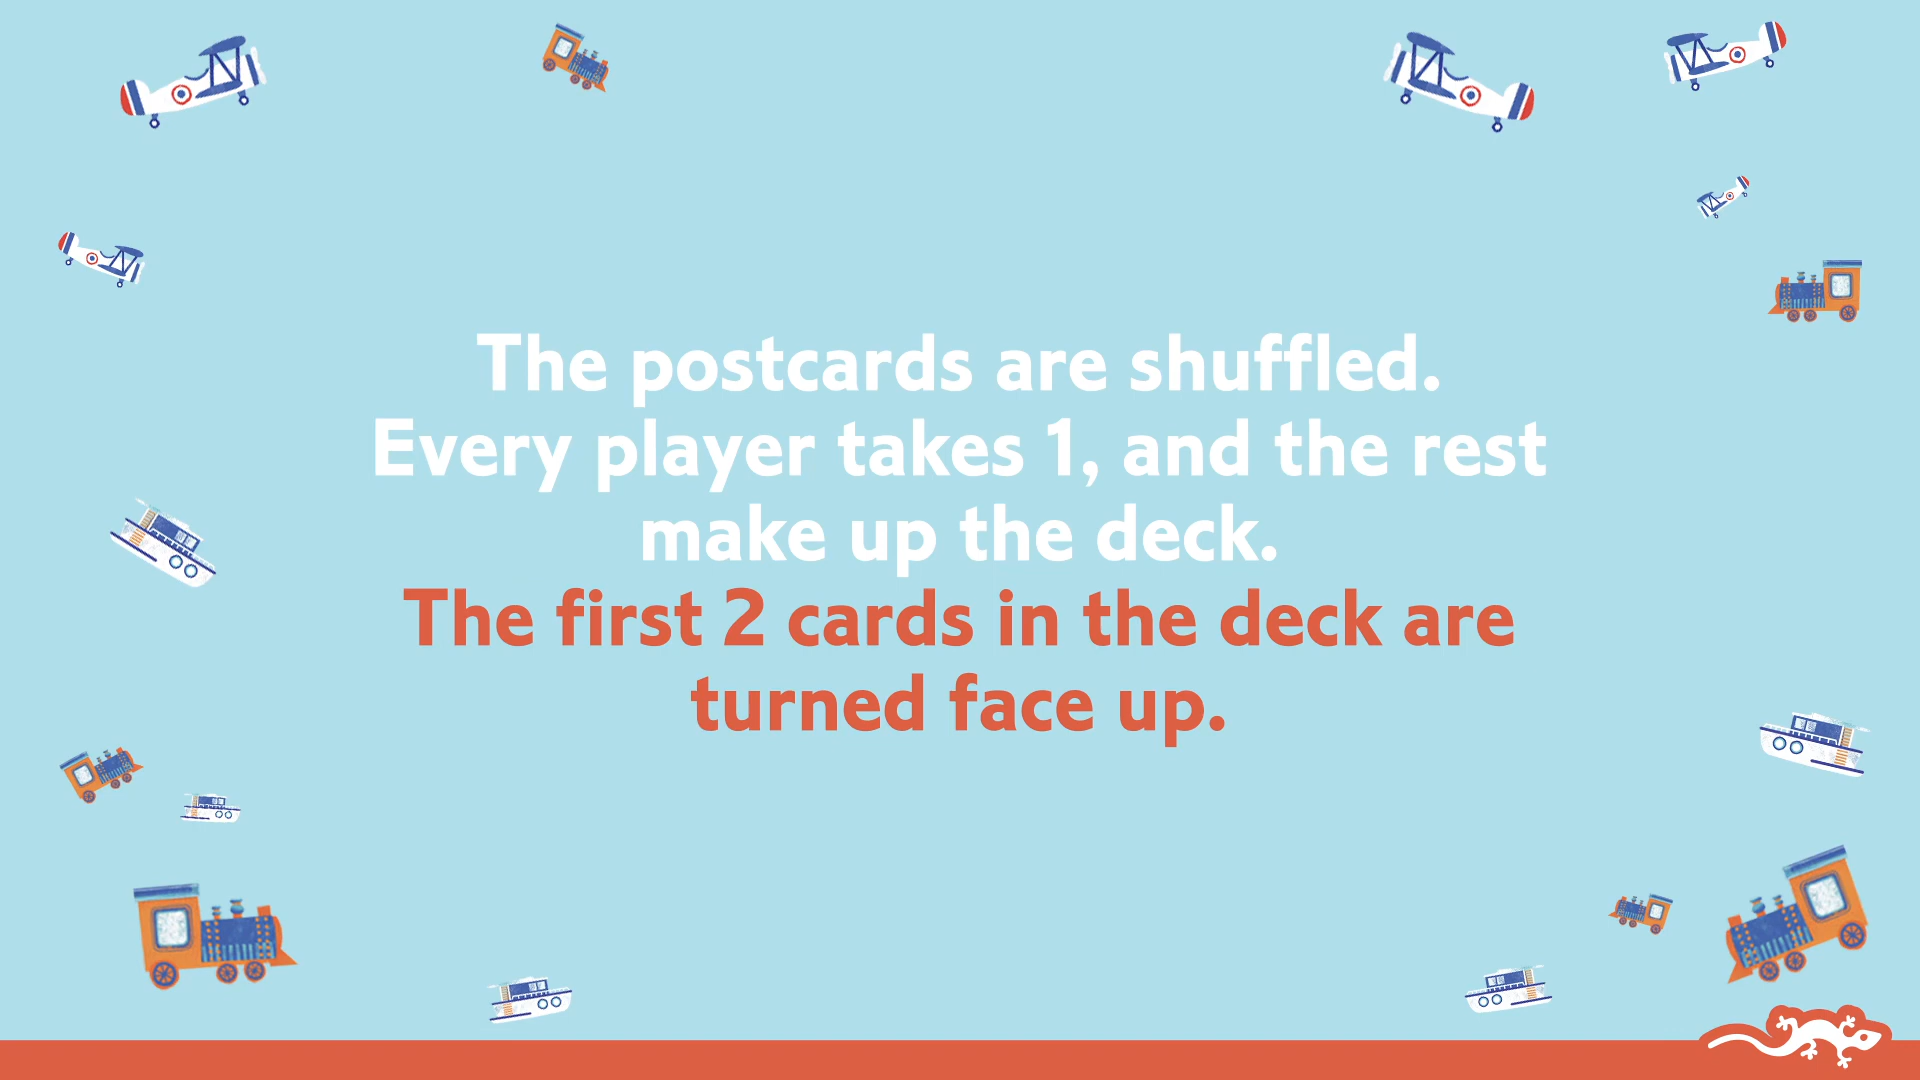 The postcards are shuffled.
Every player takes 1, and the rest
make up the deck.
The first 2 cards in the deck are
turned face up.